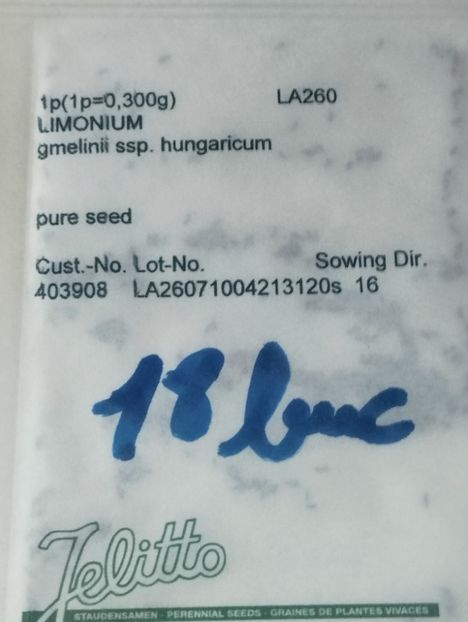 1p(1p=0,300g) LA260
LIMONIUM
gmelinii ssp. hungaricum
pure seed
Cust.-No. Lot-No. Sowing Dir.
403908 LA26071004213120s 16
18 buc
Jelitto
STAUDENSAMEN · PERENNIAL SEEDS · GRAINES DE PLANTES VIVACES